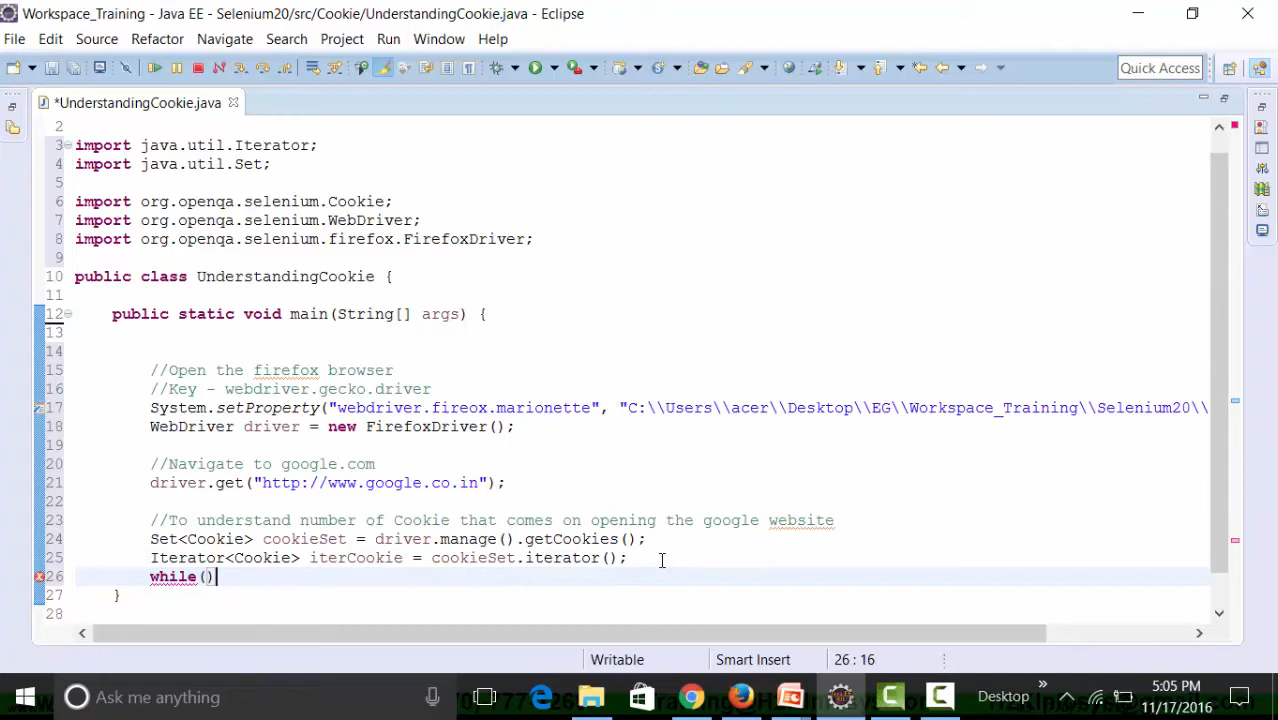 Workspace_Training - Java EE - Selenium20/src/Cookie/UnderstandingCookie.java - Eclipse
File Edit Source Refactor Navigate Search Project Run Window Help
Quick Access
*UnderstandingCookie.java
2
3 import java.util.Iterator;
4 import java.util.Set;
5
6 import org.openqa.selenium.Cookie;
7 import org.openqa.selenium.WebDriver;
8 import org.openqa.selenium.firefox.FirefoxDriver;
9
10 public class UnderstandingCookie {
11
12 public static void main(String[] args) {
13
14
15 //Open the firefox browser
16 //Key - webdriver.gecko.driver
17 System.setProperty("webdriver.fireox.marionette", "C:\\Users\\acer\\Desktop\\EG\\Workspace_Training\\Selenium20\\
18 WebDriver driver = new FirefoxDriver();
19
20 //Navigate to google.com
21 driver.get("http://www.google.co.in");
22
23 //To understand number of Cookie that comes on opening the google website
24 Set<Cookie> cookieSet = driver.manage().getCookies();
25 Iterator<Cookie> iterCookie = cookieSet.iterator();
26 while()
27 }
28
Writable Smart Insert 26 : 16
Ask me anything
Desktop
5:05 PM
11/17/2016